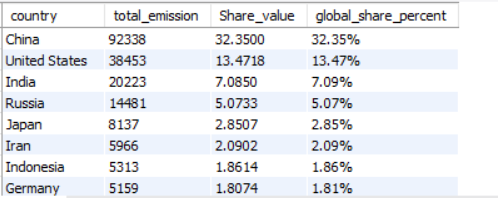 country total_emission Share_value global_share_percent
China 92338 32.3500 32.35%
United States 38453 13.4718 13.47%
India 20223 7.0850 7.09%
Russia 14481 5.0733 5.07%
Japan 8137 2.8507 2.85%
Iran 5966 2.0902 2.09%
Indonesia 5313 1.8614 1.86%
Germany 5159 1.8074 1.81%